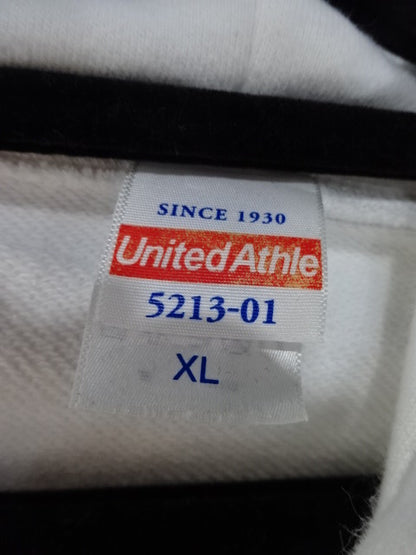 SINCE 1930
United Athle
5213-01
XL